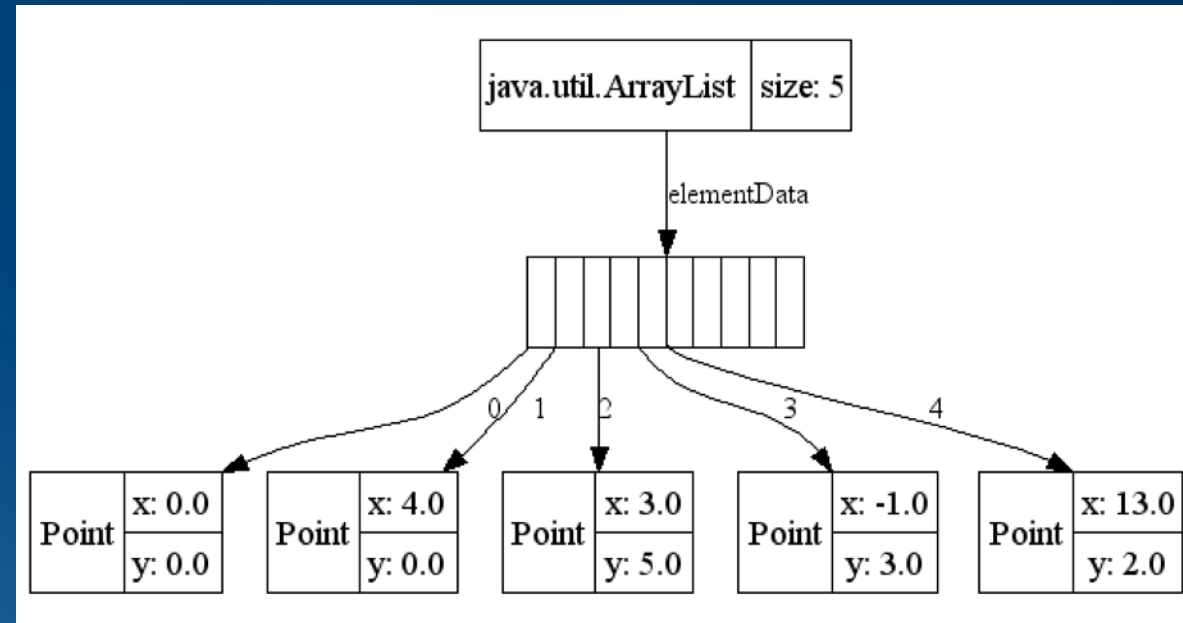 java.util.ArrayList size: 5
elementData
0 1 2 3 4
Point x: 0.0 Point x: 4.0 Point x: 3.0 Point x: -1.0 Point x: 13.0
y: 0.0 y: 0.0 y: 5.0 y: 3.0 y: 2.0